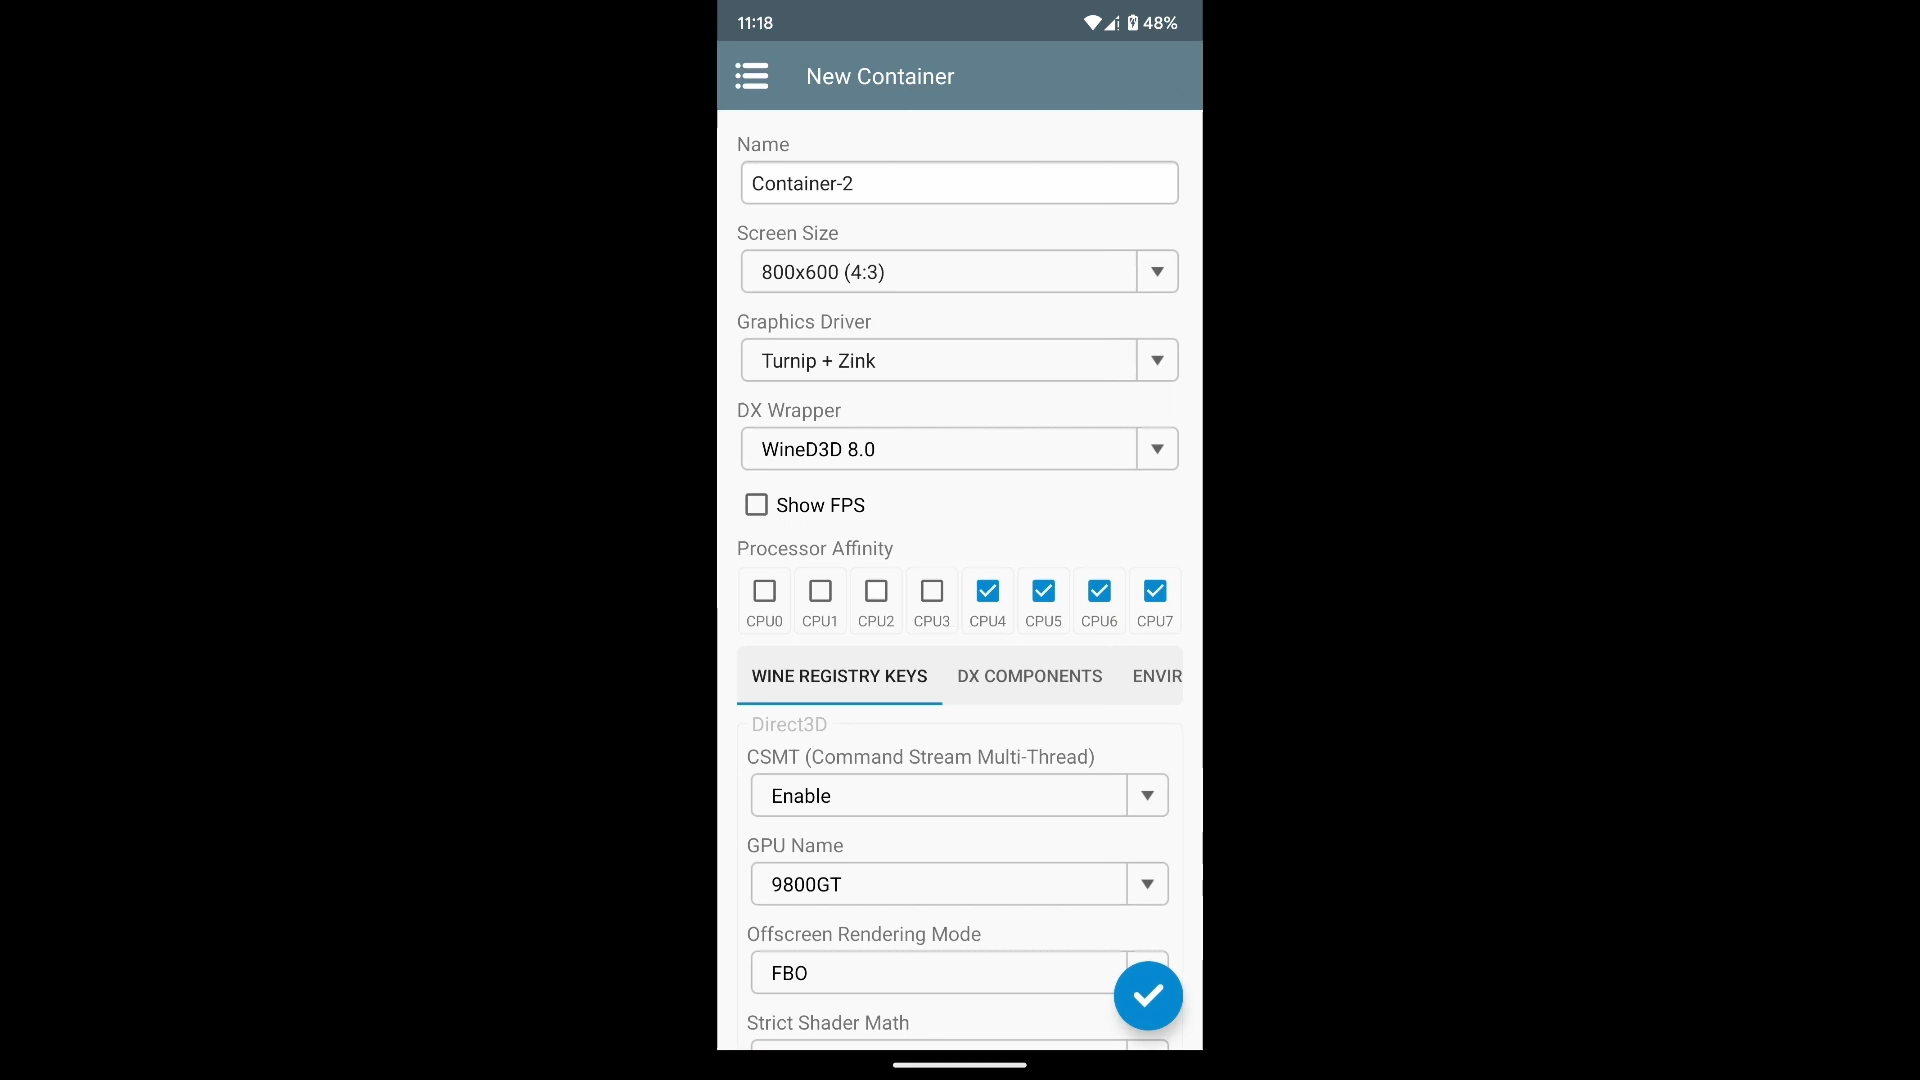 11:18
48%
New Container
Name
Container-2
Screen Size
800x600 (4:3)
Graphics Driver
Turnip + Zink
DX Wrapper
WineD3D 8.0
Show FPS
Processor Affinity
CPU0 CPU1 CPU2 CPU3 CPU4 CPU5 CPU6 CPU7
WINE REGISTRY KEYS DX COMPONENTS ENVIR
Direct3D
CSMT (Command Stream Multi-Thread)
Enable
GPU Name
9800GT
Offscreen Rendering Mode
FBO
Strict Shader Math